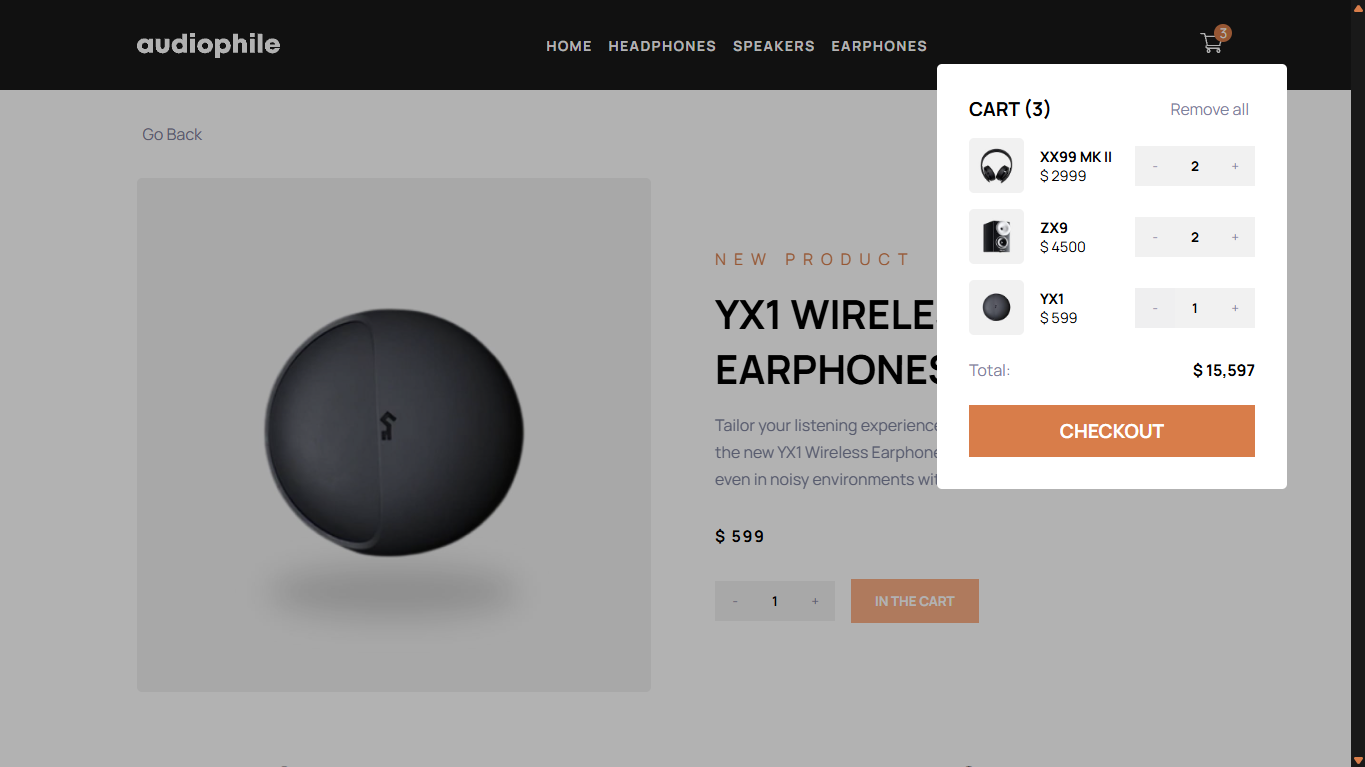 audiophile
HOME HEADPHONES SPEAKERS EARPHONES
3
Go Back
NEW PRODUCT
YX1 WIRELE
EARPHONES
Tailor your listening experience
the new YX1 Wireless Earphone
even in noisy environments wit
$ 599
- 1 +
IN THE CART
CART (3)
Remove all
XX99 MK II
$ 2999
- 2 +
ZX9
$ 4500
- 2 +
YX1
$ 599
- 1 +
Total:
$ 15,597
CHECKOUT